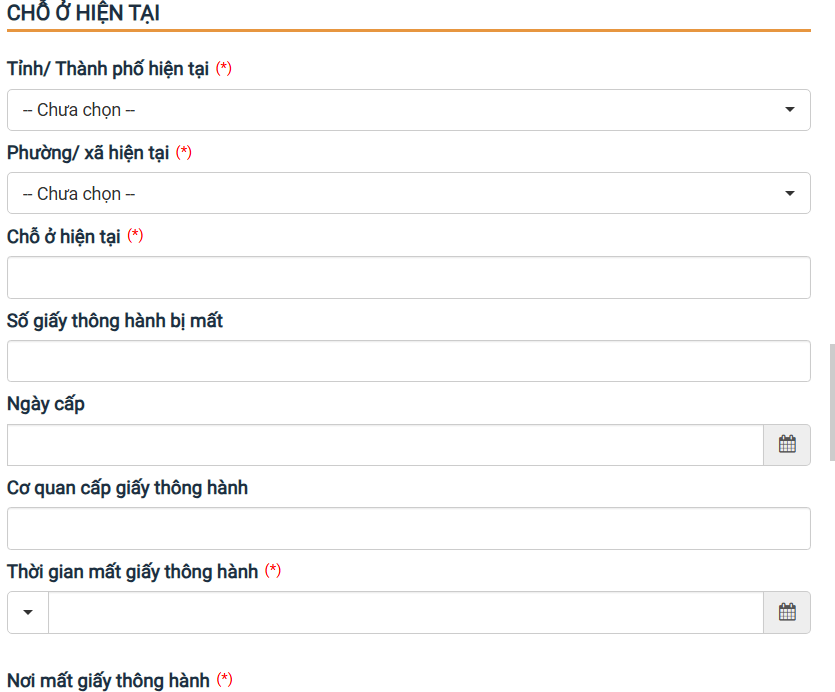 CHỖ Ở HIỆN TẠI
Tỉnh/ Thành phố hiện tại (*)
-- Chưa chọn --
Phường/ xã hiện tại (*)
-- Chưa chọn --
Chỗ ở hiện tại (*)
Số giấy thông hành bị mất
Ngày cấp
Cơ quan cấp giấy thông hành
Thời gian mất giấy thông hành (*)
Nơi mất giấy thông hành (*)